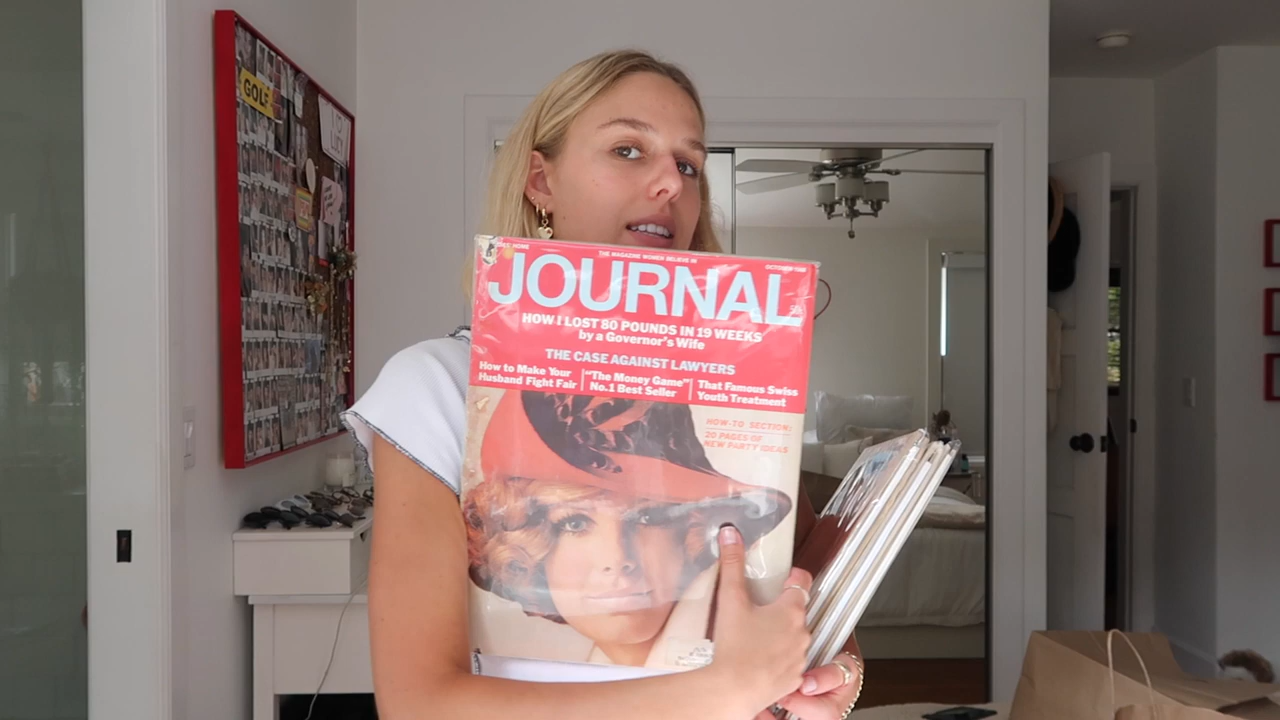 GOLF
HOME
THE MAGAZINE WOMEN BELIEVE IN
OCTOBER
JOURNAL
HOW I LOST 80 POUNDS IN 19 WEEKS
by a Governor's Wife
THE CASE AGAINST LAWYERS
How to Make Your
Husband Fight Fair
"The Money Game"
No.1 Best Seller
That Famous Swiss
Youth Treatment
HOW-TO SECTION:
20 PAGES OF
NEW PARTY IDEAS